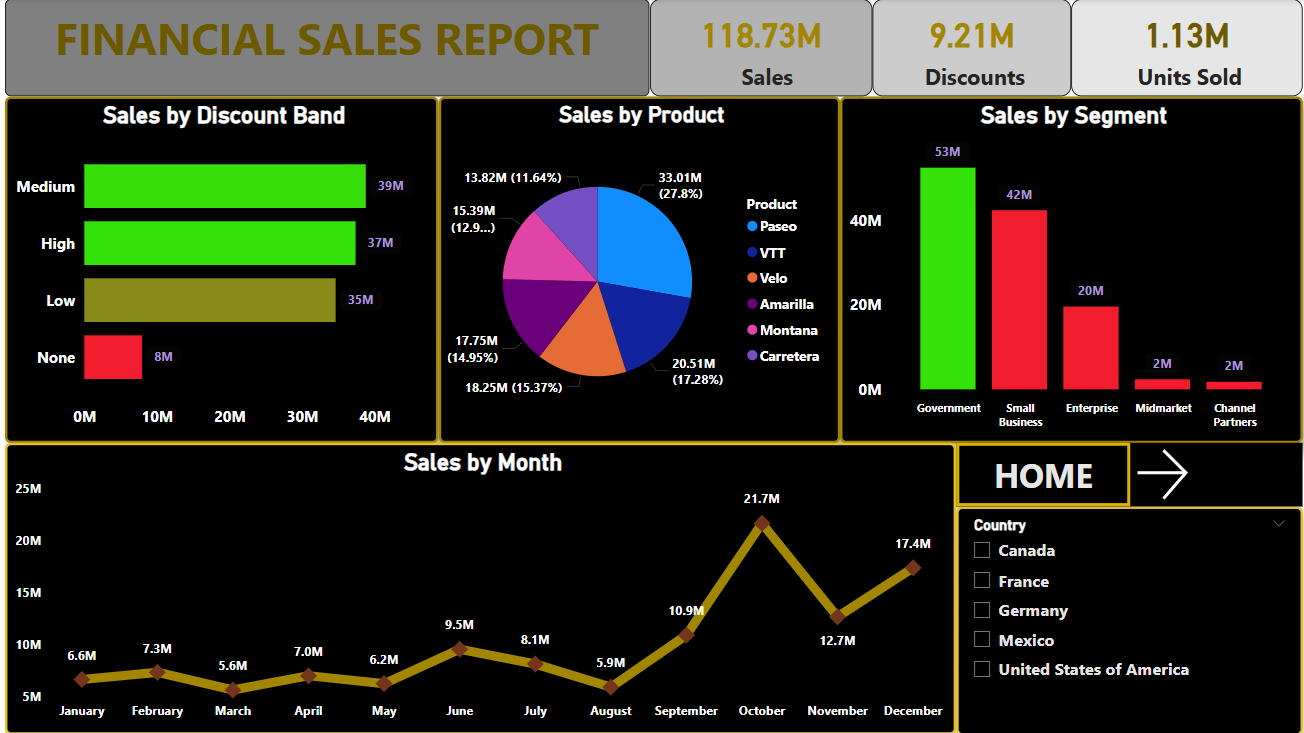 FINANCIAL SALES REPORT
118.73M
Sales
9.21M
Discounts
1.13M
Units Sold
Sales by Discount Band
Medium
39M
High
37M
Low
35M
None
8M
0M
10M
20M
30M
40M
Sales by Product
13.82M (11.64%)
33.01M
(27.8%)
15.39M
(12.9...)
17.75M
(14.95%)
18.25M (15.37%)
20.51M
(17.28%)
Product
Paseo
VTT
Velo
Amarilla
Montana
Carretera
Sales by Segment
40M
20M
0M
53M
42M
20M
2M
2M
Government
Small
Business
Enterprise
Midmarket
Channel
Partners
Sales by Month
25M
20M
15M
10M
5M
6.6M
7.3M
5.6M
7.0M
6.2M
9.5M
8.1M
5.9M
10.9M
21.7M
12.7M
17.4M
January
February
March
April
May
June
July
August
September
October
November
December
HOME
Country
Canada
France
Germany
Mexico
United States of America